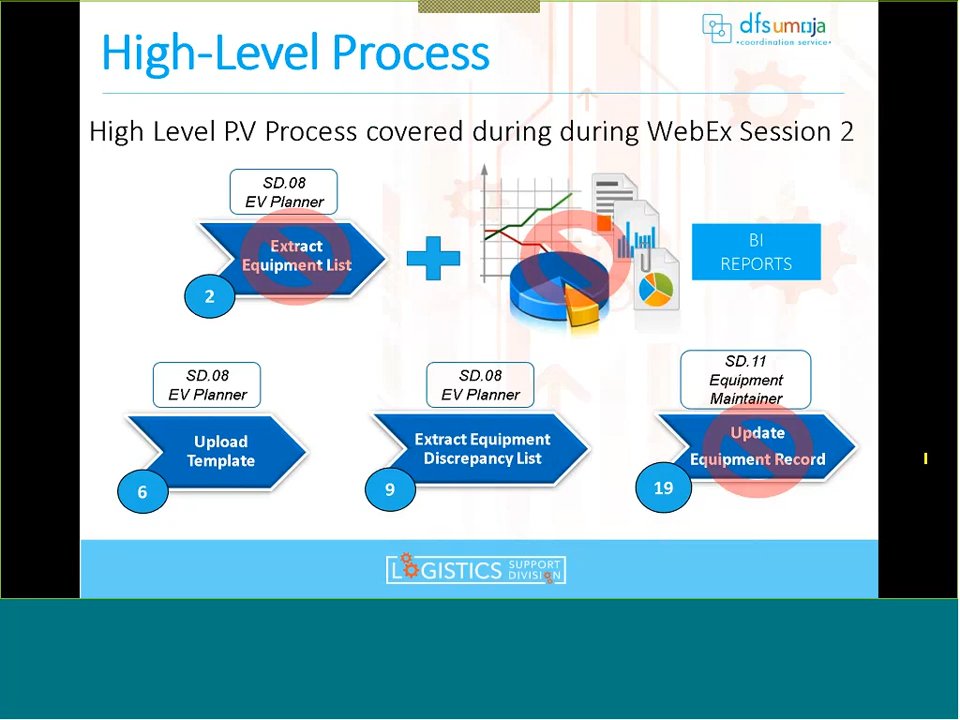 High-Level Process
dfsumoja
•coordination service•
High Level P.V Process covered during during WebEx Session 2
SD.08
EV Planner
Extract
Equipment List
2
BI
REPORTS
SD.08
EV Planner
Upload
Template
6
SD.08
EV Planner
Extract Equipment
Discrepancy List
9
SD.11
Equipment
Maintainer
Update
Equipment Record
19
LOGISTICS SUPPORT
DIVISION